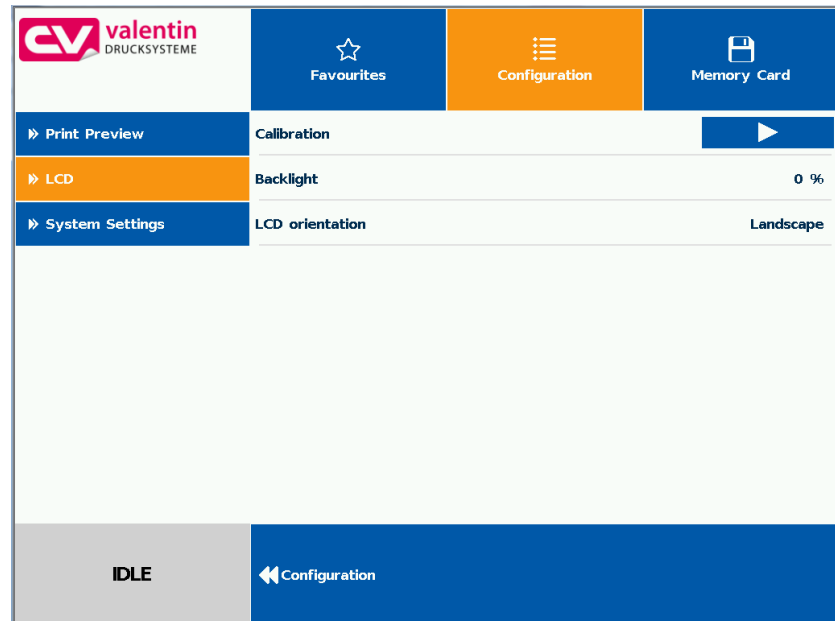 valentin
DRUCKSYSTEME
Favourites
Configuration
Memory Card
Print Preview
Calibration
LCD
Backlight
0 %
System Settings
LCD orientation
Landscape
IDLE
Configuration